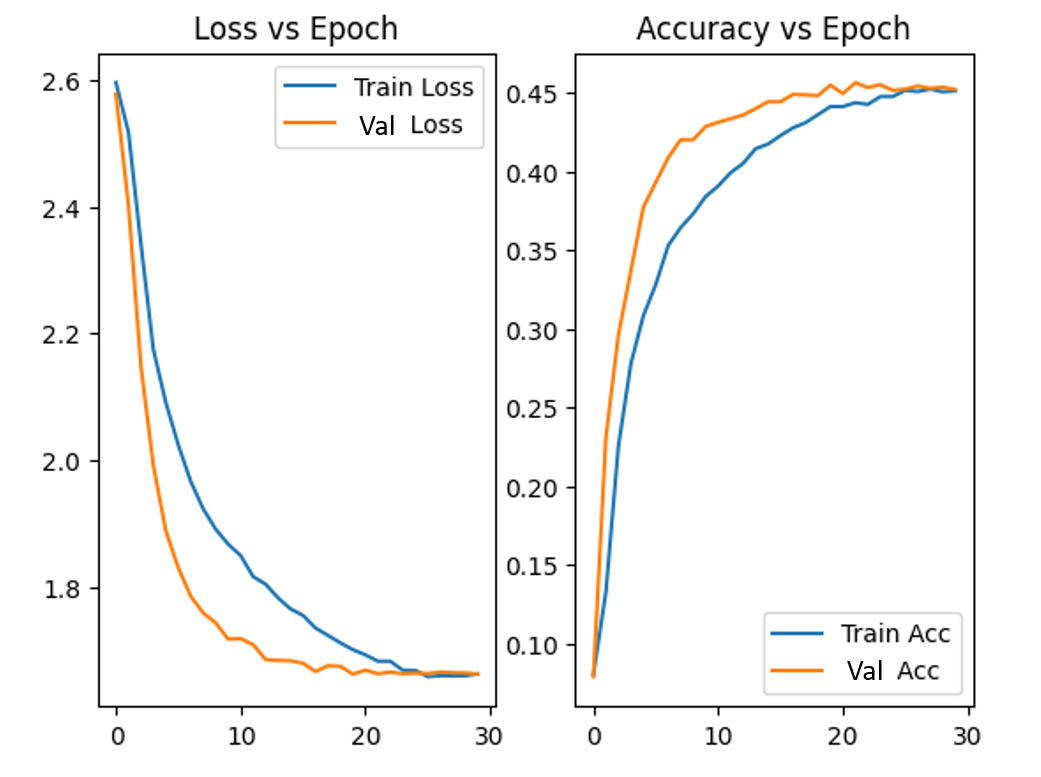 Loss vs Epoch
Train Loss
Val Loss
2.6
2.4
2.2
2.0
1.8
0 10 20 30
Accuracy vs Epoch
0.45
0.40
0.35
0.30
0.25
0.20
0.15
0.10
Train Acc
Val Acc
0 10 20 30